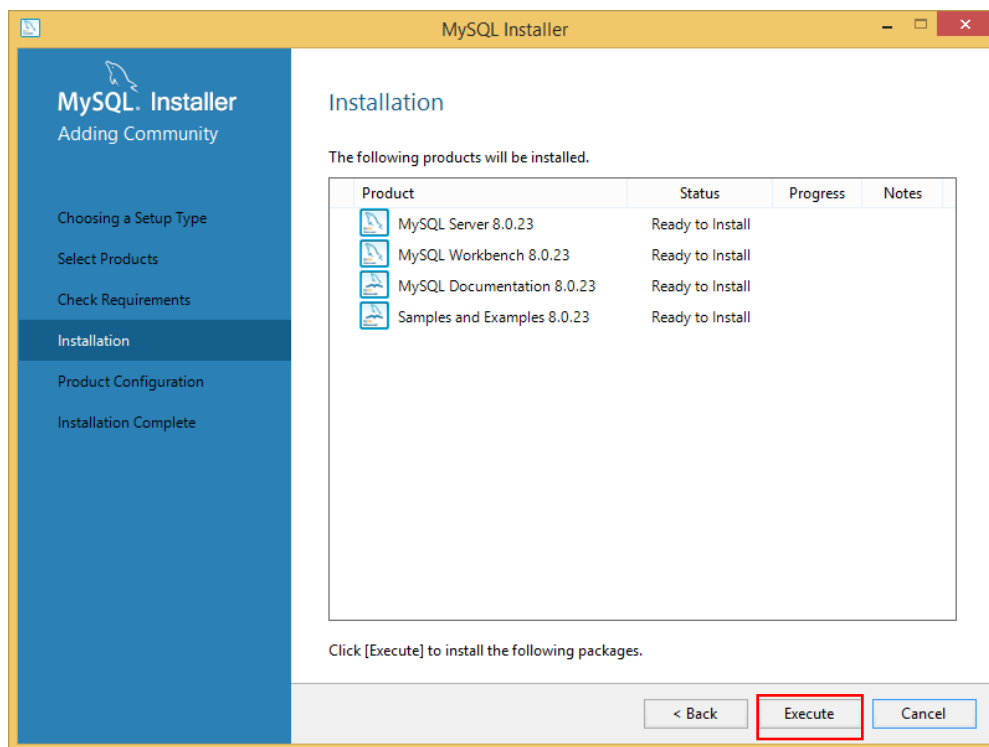 MySQL Installer
MySQL. Installer
Adding Community
Choosing a Setup Type
Select Products
Check Requirements
Installation
Product Configuration
Installation Complete
Installation
The following products will be installed.
Product Status Progress Notes
MySQL Server 8.0.23 Ready to Install
MySQL Workbench 8.0.23 Ready to Install
MySQL Documentation 8.0.23 Ready to Install
Samples and Examples 8.0.23 Ready to Install
Click [Execute] to install the following packages.
< Back Execute Cancel